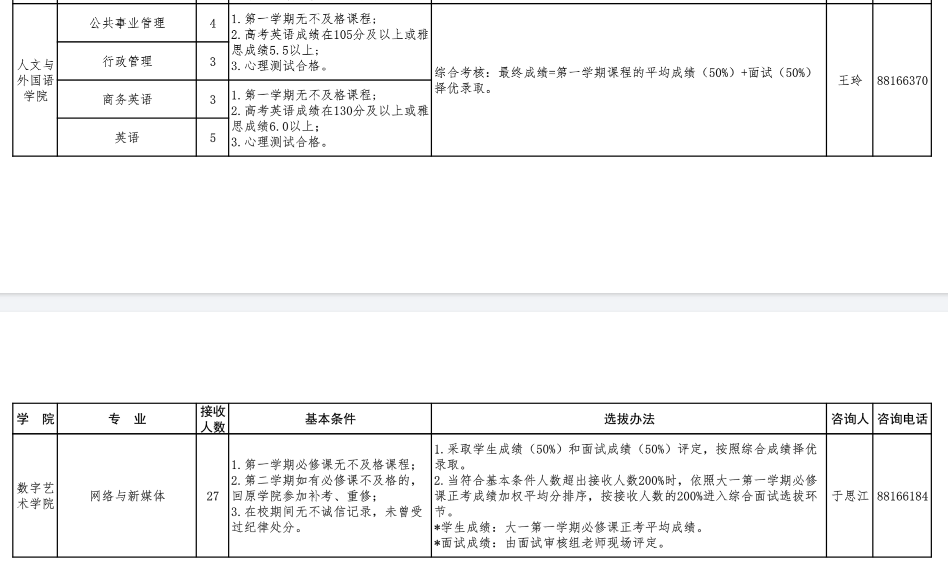 人文与
外国语
学院
公共事业管理
4
行政管理
3
1.第一学期无不及格课程;
2.高考英语成绩在105分及以上或雅
思成绩5.5以上;
3.心理测试合格。
商务英语
3
英语
5
1.第一学期无不及格课程;
2.高考英语成绩在130分及以上或雅
思成绩6.0以上;
3.心理测试合格。
综合考核: 最终成绩=第一学期课程的平均成绩（50%）+面试（50%）
择优录取。
王玲
88166370
学 院
专 业
接收
人数
基本条件
选拔办法
咨询人
咨询电话
数字艺
术学院
网络与新媒体
27
1.第一学期必修课无不及格课程;
2.第二学期如有必修课不及格的,
回原学院参加补考、重修;
3.在校期间无不诚信记录, 未曾受
过纪律处分。
1.采取学生成绩（50%）和面试成绩（50%）评定, 按照综合成绩择优
录取。
2.当符合基本条件人数超出接收人数200%时, 依照大一第一学期必修
课正考成绩加权平均分排序, 按接收人数的200%进入综合面试选拔环
节。
*学生成绩: 大一第一学期必修课正考平均成绩。
*面试成绩: 由面试审核组老师现场评定。
于思江
88166184